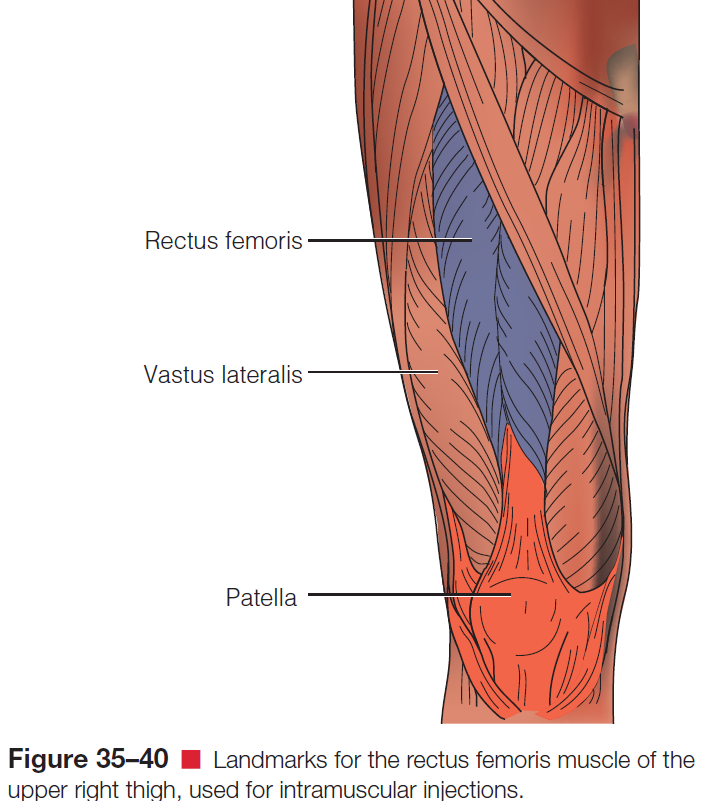 Rectus femoris
Vastus lateralis
Patella
Figure 35–40 ■ Landmarks for the rectus femoris muscle of the
upper right thigh, used for intramuscular injections.